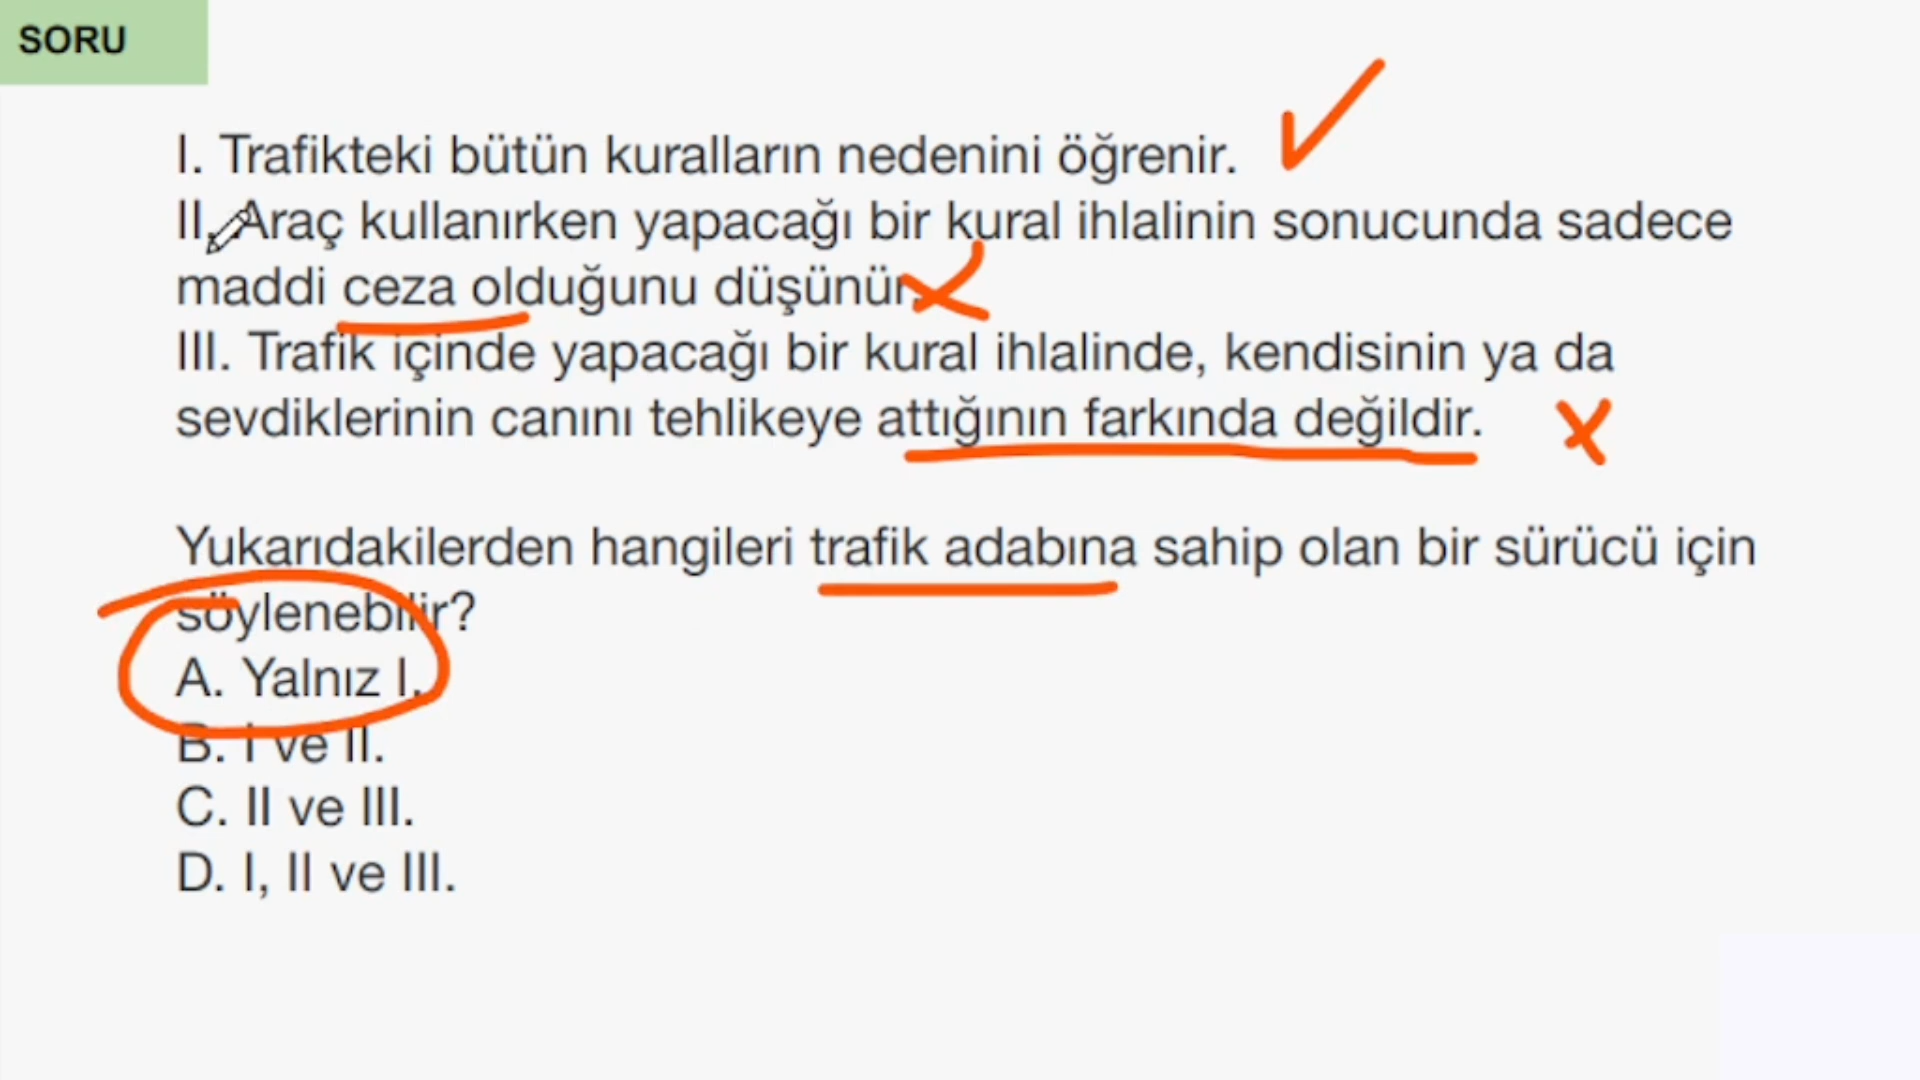 SORU
I. Trafikteki bütün kuralların nedenini öğrenir.
II. Araç kullanırken yapacağı bir kural ihlalinin sonucunda sadece
maddi ceza olduğunu düşünür.
III. Trafik içinde yapacağı bir kural ihlalinde, kendisinin ya da
sevdiklerinin canını tehlikeye attığının farkında değildir.
Yukarıdakilerden hangileri trafik adabına sahip olan bir sürücü için
söylenebilir?
A. Yalnız I.
B. I ve II.
C. II ve III.
D. I, II ve III.